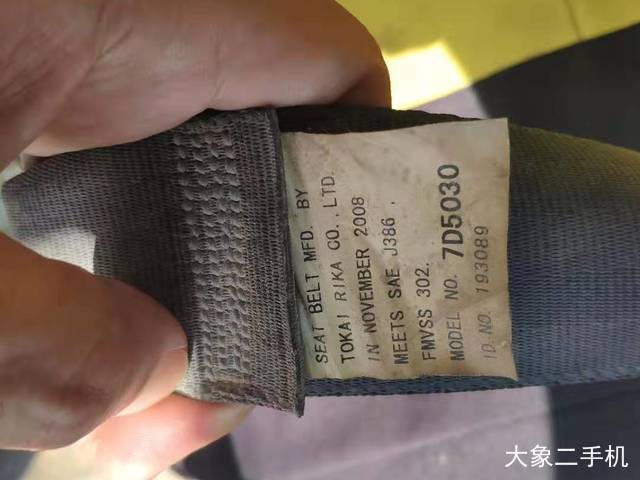 SEAT BELT MFD. BY
TOKAI RIKA CO., LTD.
IN NOVEMBER 2008
MEETS SAE J386 .
FMVSS 302.
MODEL NO. 7D5030
ID.NO. 193089
大象二手机